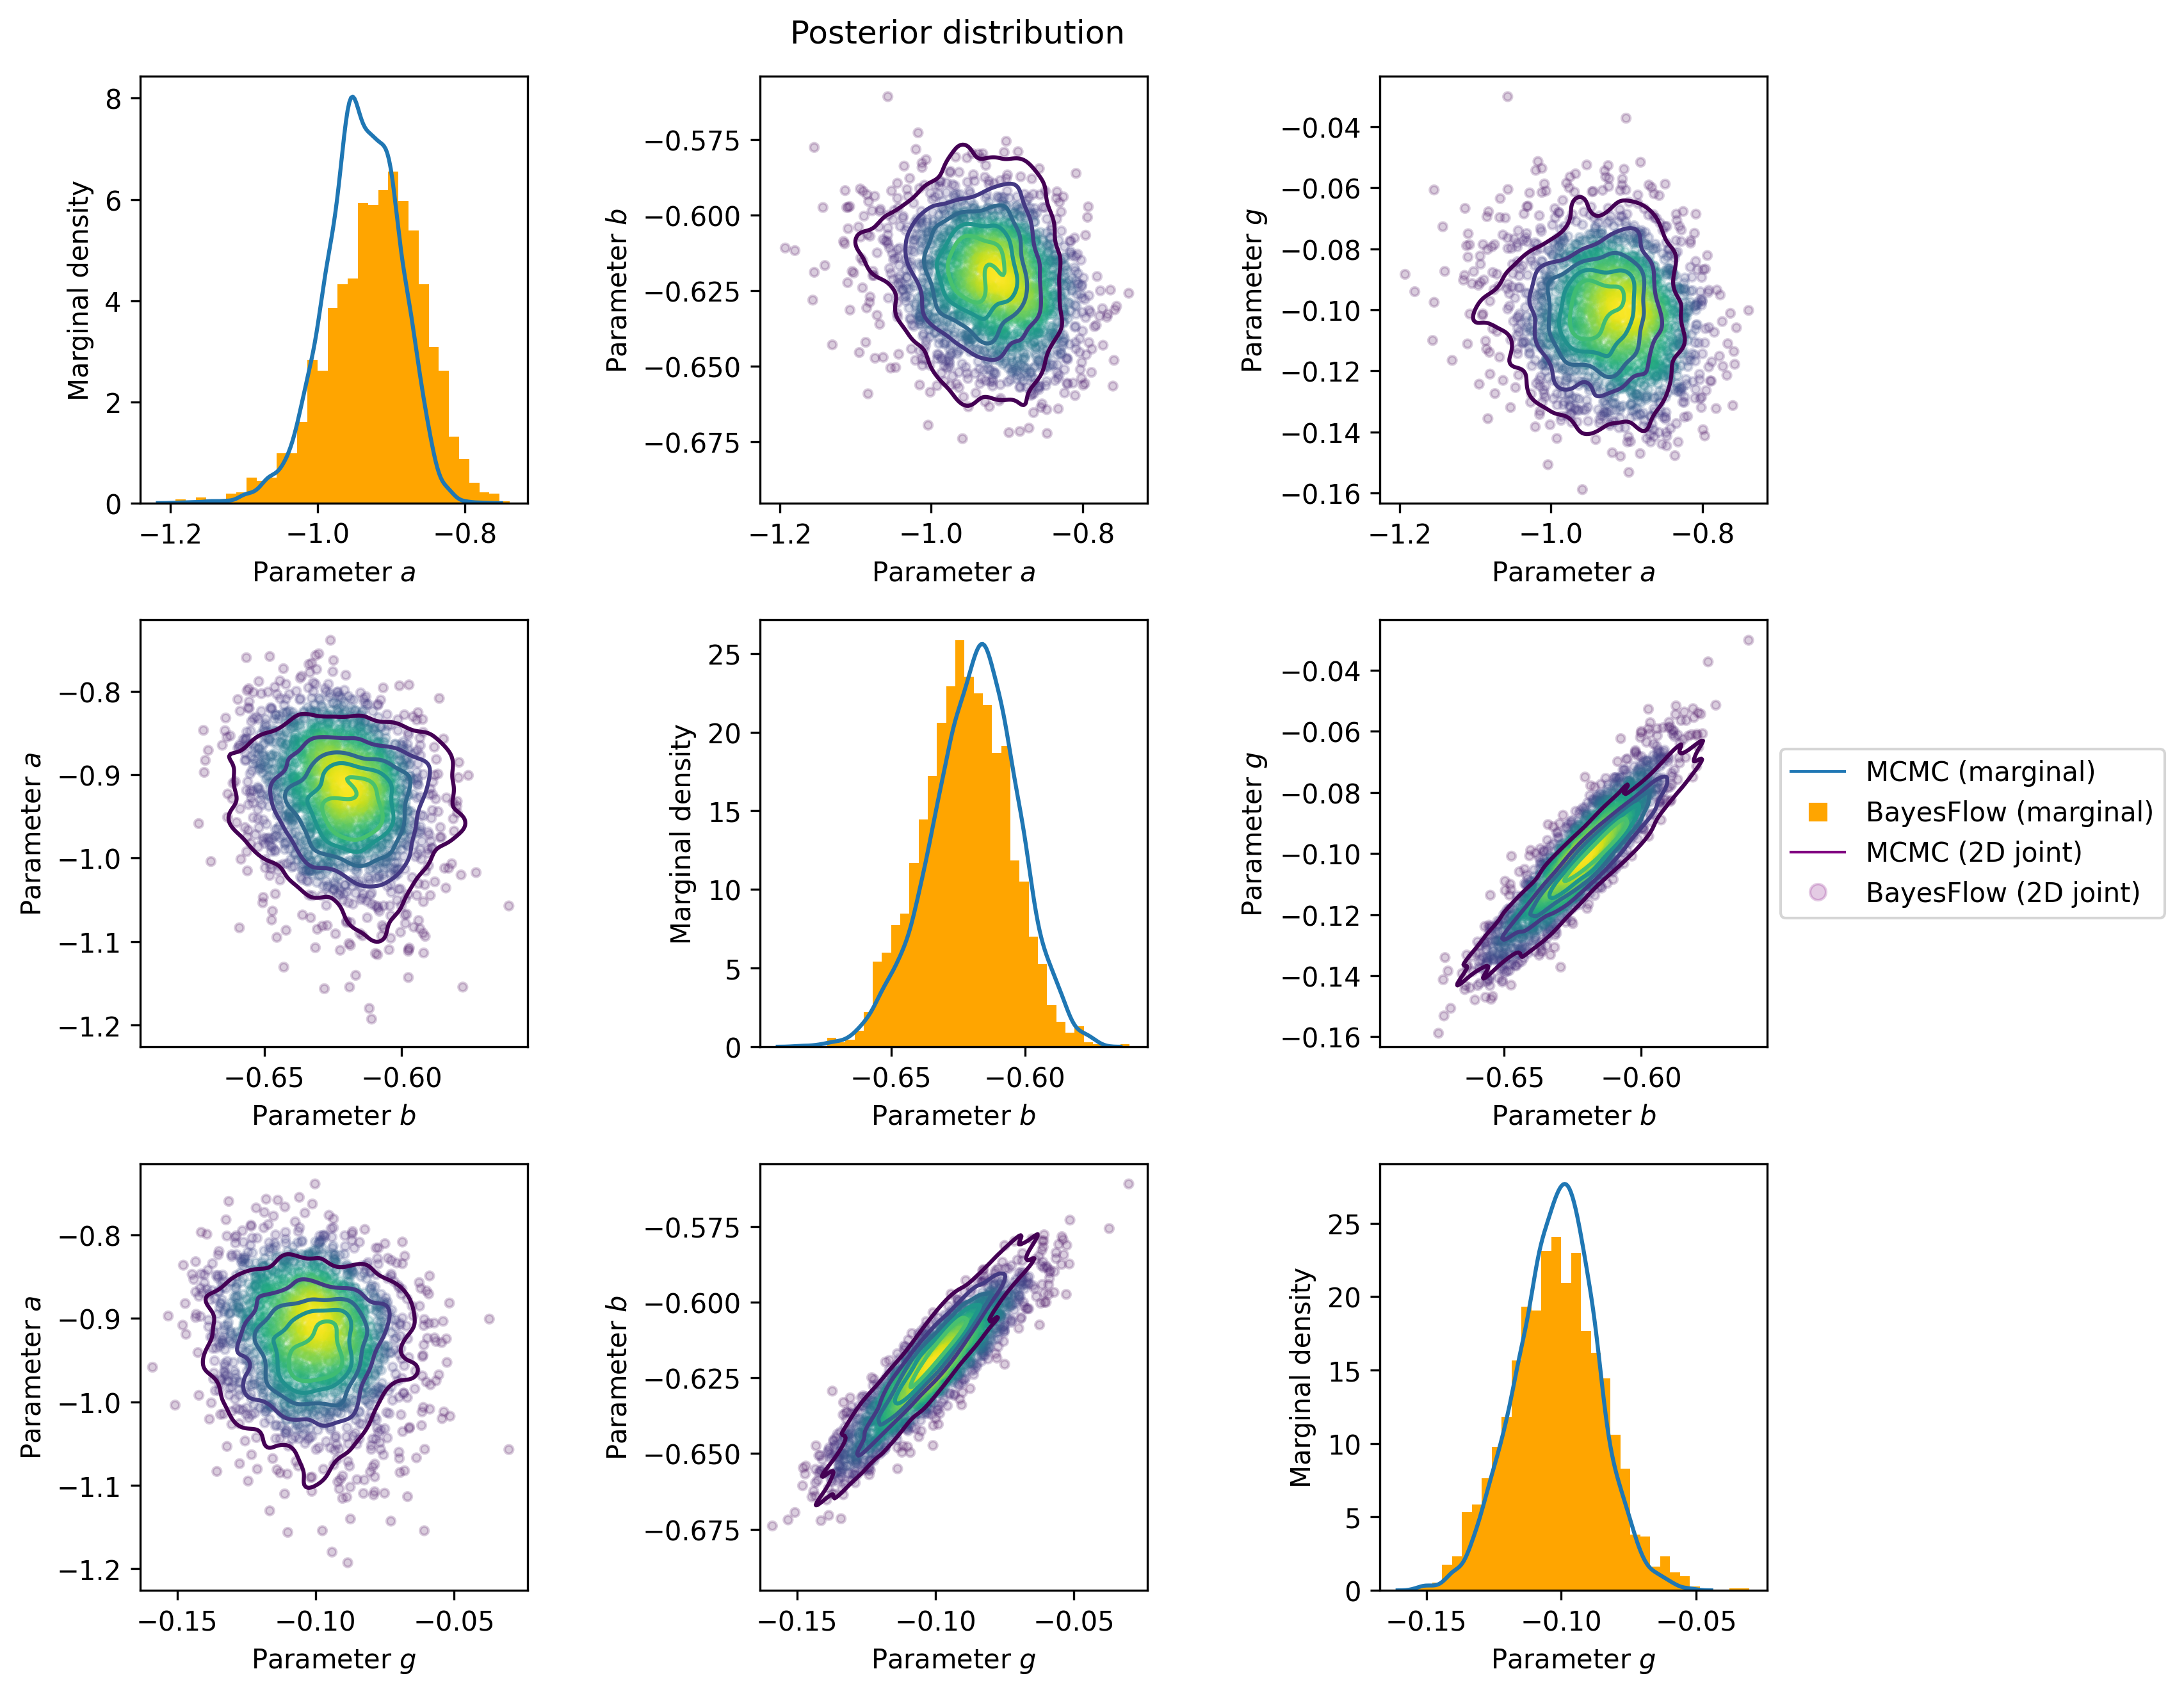 Posterior distribution
Marginal density
8
6
4
2
0
−1.2 −1.0 −0.8
Parameter a
Parameter b
−0.575
−0.600
−0.625
−0.650
−0.675
−1.2 −1.0 −0.8
Parameter a
Parameter g
−0.04
−0.06
−0.08
−0.10
−0.12
−0.14
−0.16
−1.2 −1.0 −0.8
Parameter a
Parameter a
−0.8
−0.9
−1.0
−1.1
−1.2
−0.65 −0.60
Parameter b
Marginal density
25
20
15
10
5
0
−0.65 −0.60
Parameter b
Parameter g
−0.04
−0.06
−0.08
−0.10
−0.12
−0.14
−0.16
−0.65 −0.60
Parameter b
MCMC (marginal)
BayesFlow (marginal)
MCMC (2D joint)
BayesFlow (2D joint)
Parameter a
−0.8
−0.9
−1.0
−1.1
−1.2
−0.15 −0.10 −0.05
Parameter g
Parameter b
−0.575
−0.600
−0.625
−0.650
−0.675
−0.15 −0.10 −0.05
Parameter g
Marginal density
25
20
15
10
5
0
−0.15 −0.10 −0.05
Parameter g